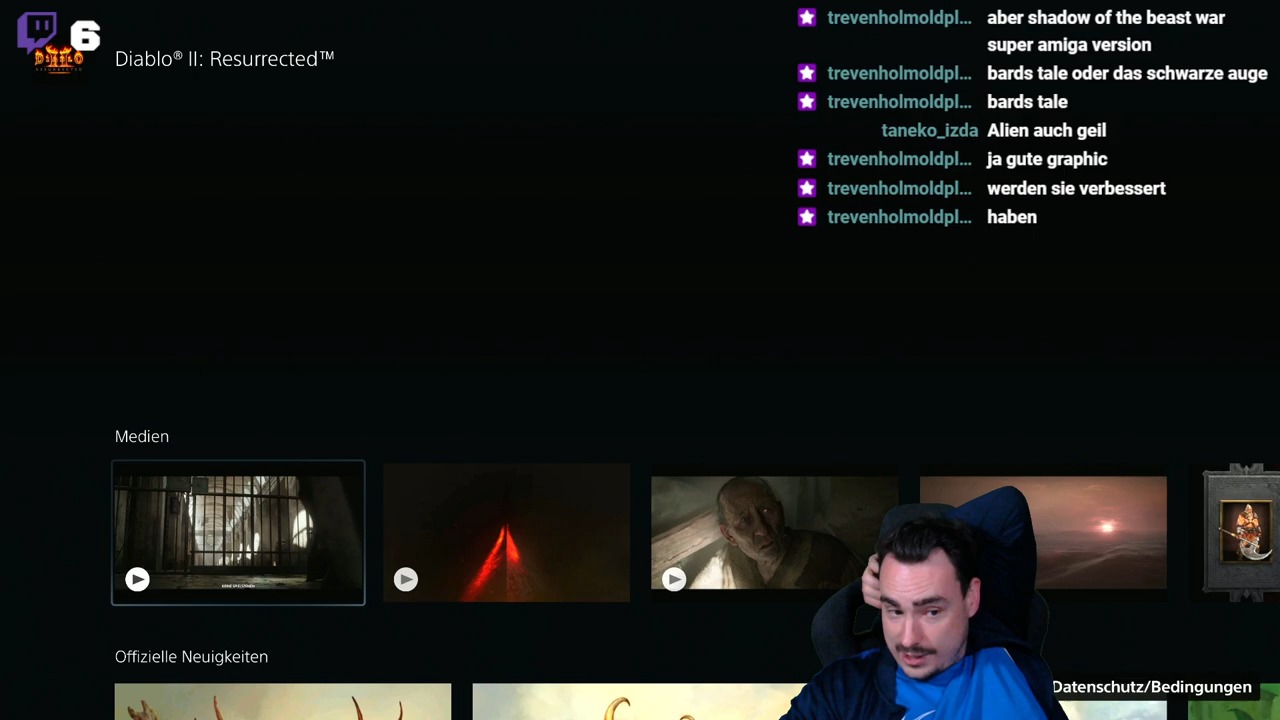 6
DIABLO
Diablo® II: Resurrected™
trevenholmoldpl... aber shadow of the beast war
super amiga version
trevenholmoldpl... bards tale oder das schwarze auge
trevenholmoldpl... bards tale
taneko_izda Alien auch geil
trevenholmoldpl... ja gute graphic
trevenholmoldpl... werden sie verbessert
trevenholmoldpl... haben
Medien
Offizielle Neuigkeiten
Datenschutz/Bedingungen